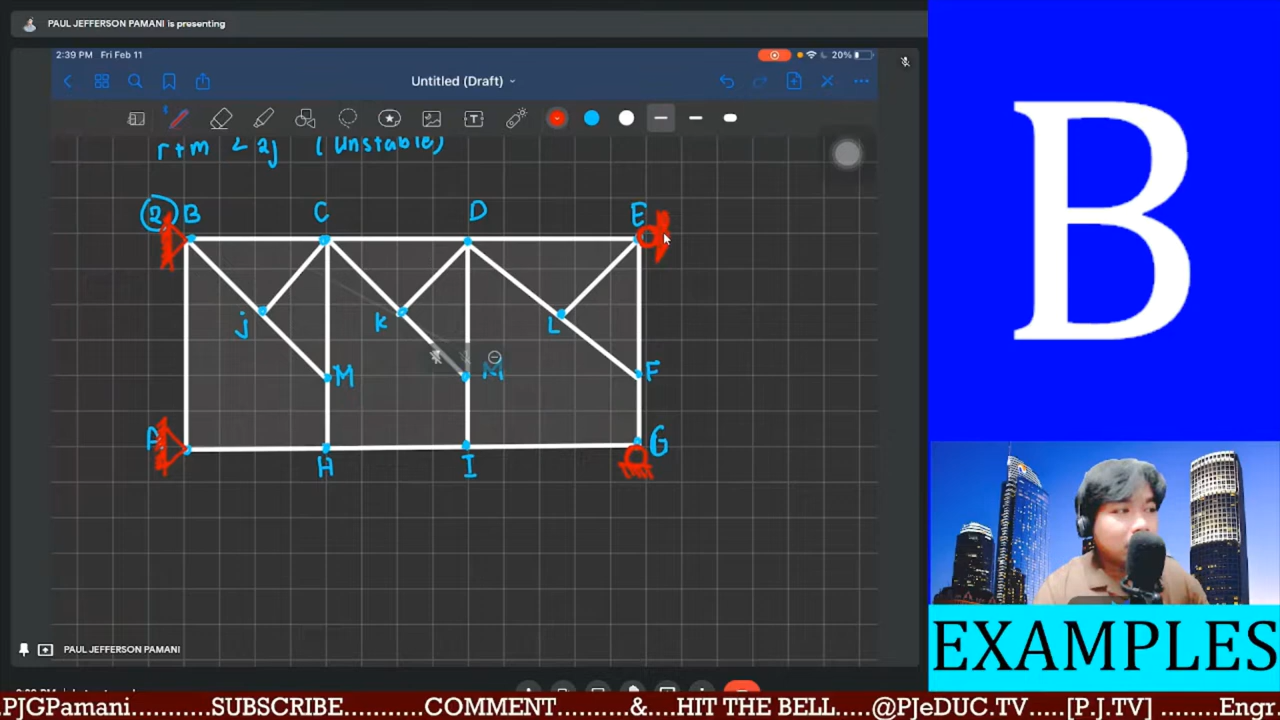 PAUL JEFFERSON PAMANI is presenting
2:39 PM Fri Feb 11
20%
Untitled (Draft)
T
r+m < 2j (Unstable)
2 B C D E
j K L
M M F
A H I G
PAUL JEFFERSON PAMANI
B
EXAMPLES
.PJGPamani..........SUBSCRIBE..........COMMENT..........&....HIT THE BELL.....@PJeDUC.TV.....[P.J.TV].....Engr.